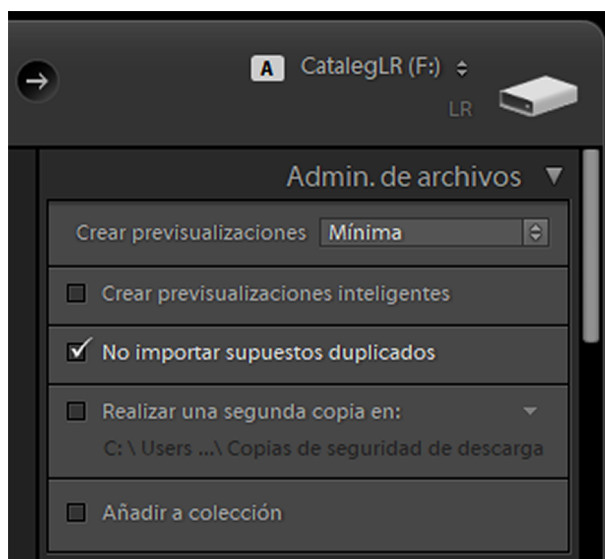 A CatalegLR (F:)
LR
Admin. de archivos
Crear previsualizaciones Mínima
Crear previsualizaciones inteligentes
No importar supuestos duplicados
Realizar una segunda copia en:
C: \ Users ...\ Copias de seguridad de descarga
Añadir a colección